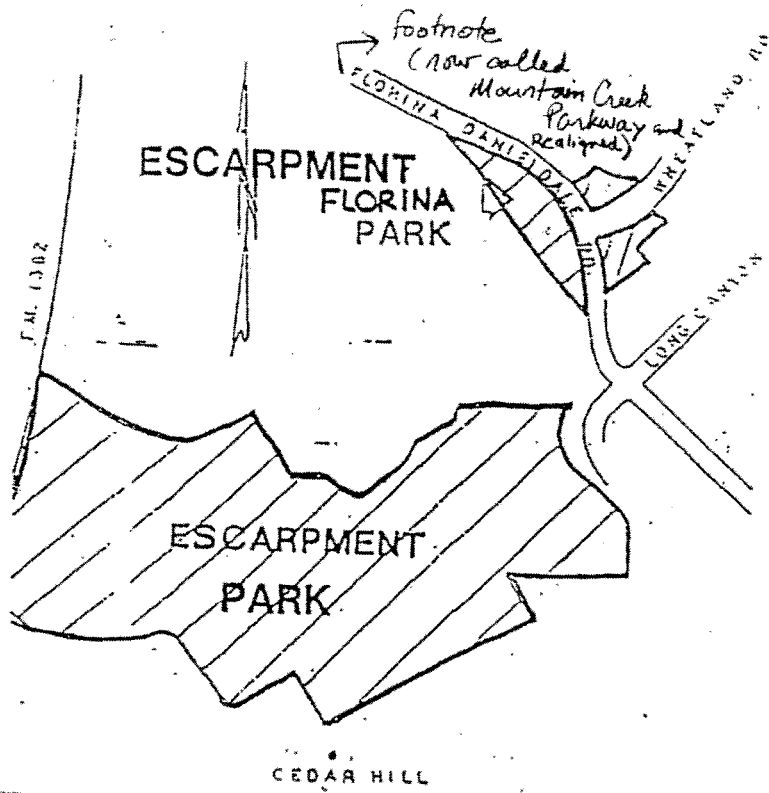 footnote
(now called
Mountain Creek
Parkway and
Realigned)
FLORINA DANIELDALE RD.
WHEATLAND RD
ESCARPMENT
FLORINA
PARK
F.M. 1382
LONG CANYON
ESCARPMENT
PARK
CEDAR HILL